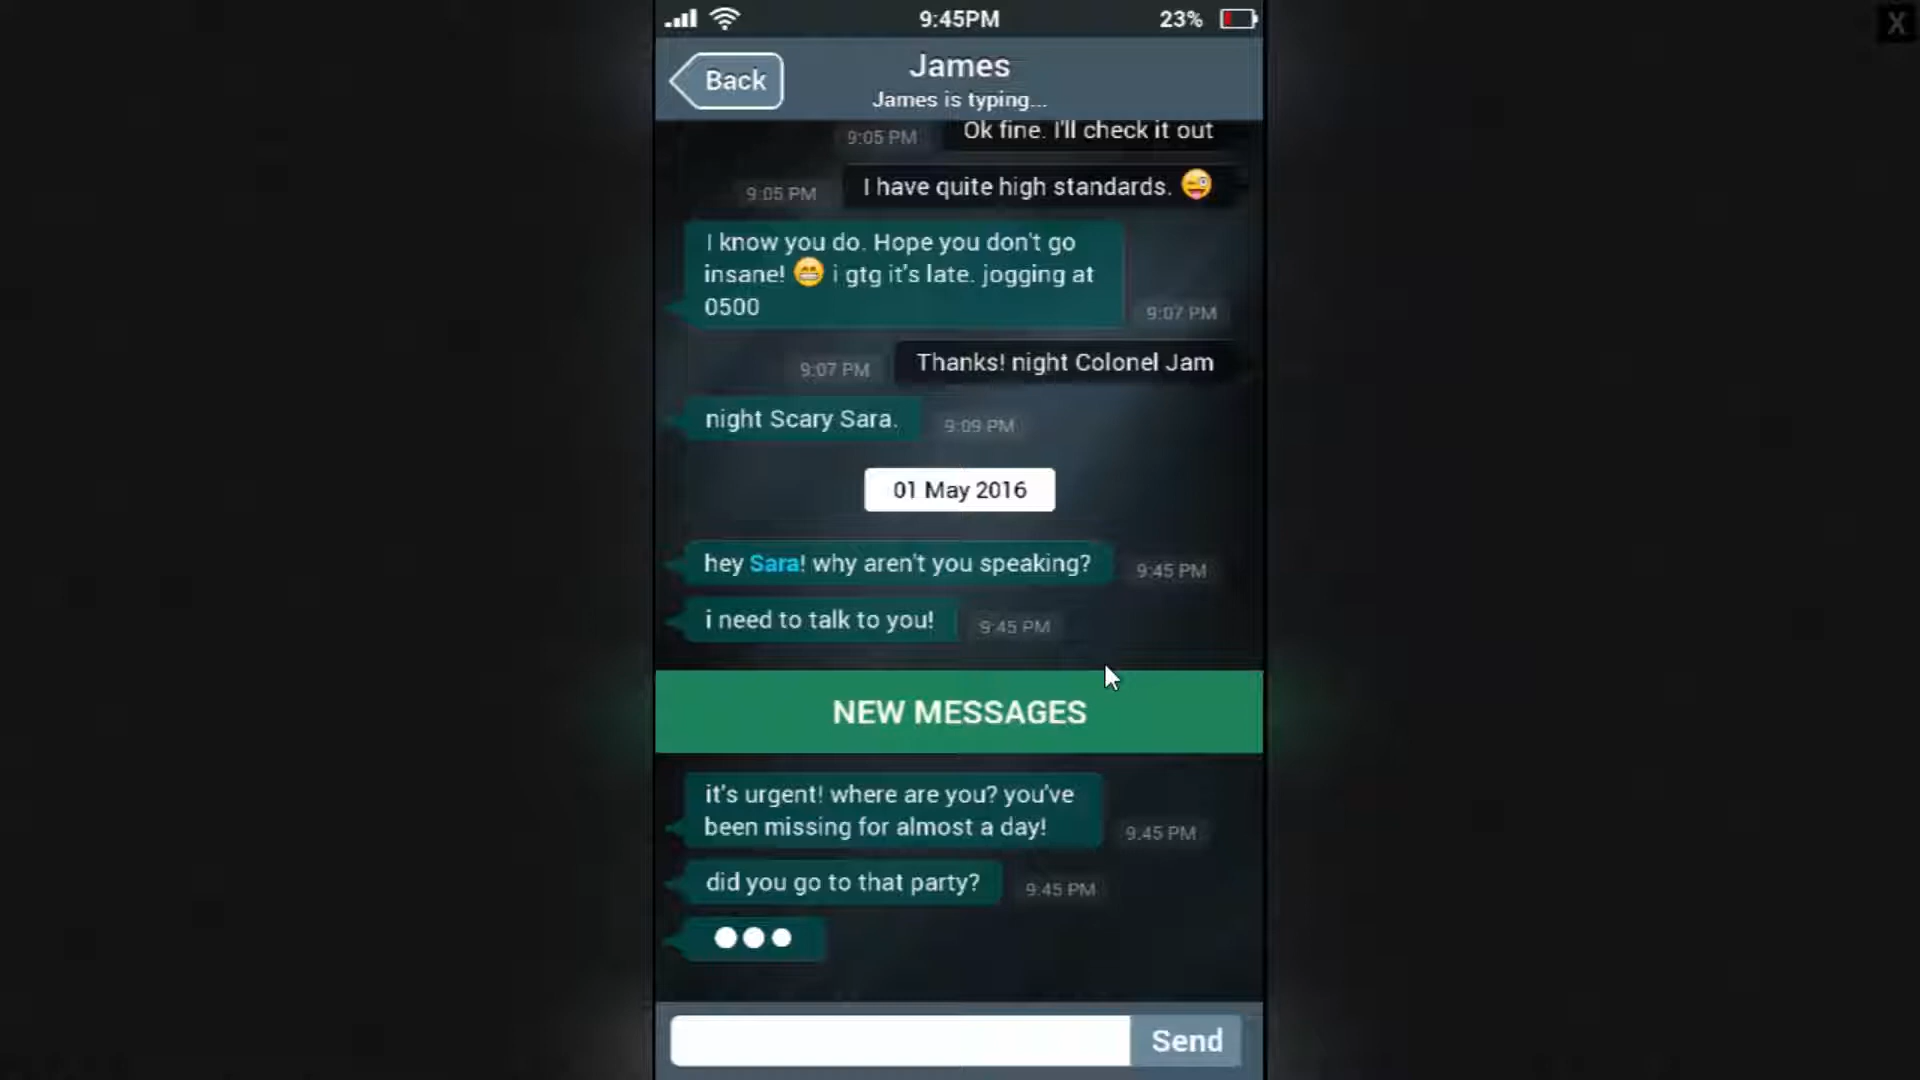 9:45PM
23%
X
Back
James
James is typing...
9:05 PM
Ok fine. I'll check it out
9:05 PM
I have quite high standards. 😜
I know you do. Hope you don't go
insane! 😁 i gtg it's late. jogging at
0500
9:07 PM
9:07 PM
Thanks! night Colonel Jam
night Scary Sara.
9:09 PM
01 May 2016
hey Sara! why aren't you speaking?
9:45 PM
i need to talk to you!
9:45 PM
NEW MESSAGES
it's urgent! where are you? you've
been missing for almost a day!
9.45 PM
did you go to that party?
9:45 PM
Send